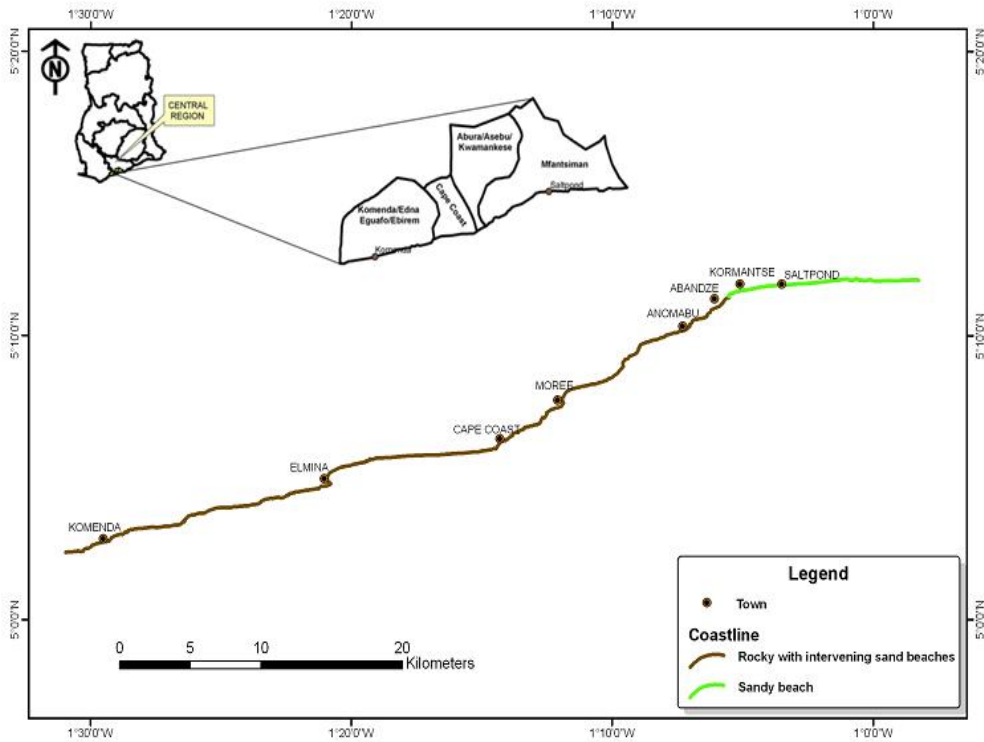 1°30'0"W
1°20'0"W
1°10'0"W
1°0'0"W
5°20'0"N
5°20'0"N
N
CENTRAL
REGION
Abura/Asebu/
Kwamankese
Mfantsiman
Saltpond
Cape Coast
Komenda/Edna
Eguafo/Ebirem
Komenda
KORMANTSE
SALTPOND
ABANDZE
ANOMABU
5°10'0"N
5°10'0"N
MOREE
CAPE COAST
ELMINA
KOMENDA
Legend
Town
Coastline
Rocky with intervening sand beaches
Sandy beach
5°0'0"N
5°0'0"N
0 5 10 20
Kilometers
1°30'0"W
1°20'0"W
1°10'0"W
1°0'0"W